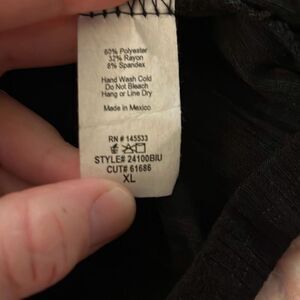 60% Polyester
32% Rayon
8% Spandex
Hand Wash Cold
Do Not Bleach
Hang or Line Dry
Made in Mexico
RN # 145533
STYLE# 24100BIU
CUT# 61686
XL